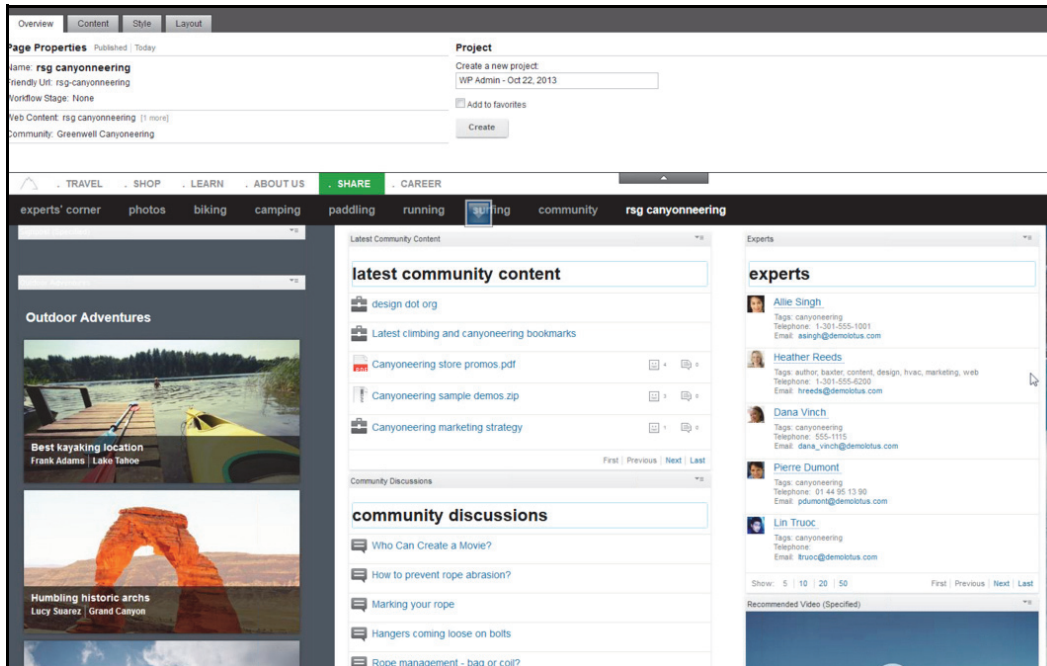 Overview Content Style Layout
Page Properties Published | Today
Name: rsg canyonneering
Friendly Url: rsg-canyonneering
Workflow Stage: None
Web Content: rsg canyonneering [1 more]
Community: Greenwell Canyoneering
Project
Create a new project:
WP Admin - Oct 22, 2013
Add to favorites
Create
. TRAVEL . SHOP . LEARN . ABOUT US . SHARE . CAREER
experts' corner photos biking camping paddling running surfing community rsg canyonneering
Outdoor Adventures
Best kayaking location
Frank Adams | Lake Tahoe
Humbling historic archs
Lucy Suarez | Grand Canyon
Latest Community Content
latest community content
design dot org
Latest climbing and canyoneering bookmarks
Canyoneering store promos.pdf
Canyoneering sample demos.zip
Canyoneering marketing strategy
First | Previous | Next | Last
Community Discussions
community discussions
Who Can Create a Movie?
How to prevent rope abrasion?
Marking your rope
Hangers coming loose on bolts
Rope management - bag or coil?
Experts
experts
Allie Singh
Tags: canyoneering
Telephone: 1-301-555-1001
Email: asingh@demolotus.com
Heather Reeds
Tags: author, baxter, content, design, hvac, marketing, web
Telephone: 1-301-555-6200
Email: hreeds@demolotus.com
Dana Vinch
Tags: canyoneering
Telephone: 555-1115
Email: dana_vinch@demolotus.com
Pierre Dumont
Tags: canyoneering
Telephone: 01 44 95 13 90
Email: pdumont@demolotus.com
Lin Truoc
Tags: canyoneering
Telephone:
Email: ltruoc@demolotus.com
Show: 5 | 10 | 20 | 50 First | Previous | Next | Last
Recommended Video (Specified)